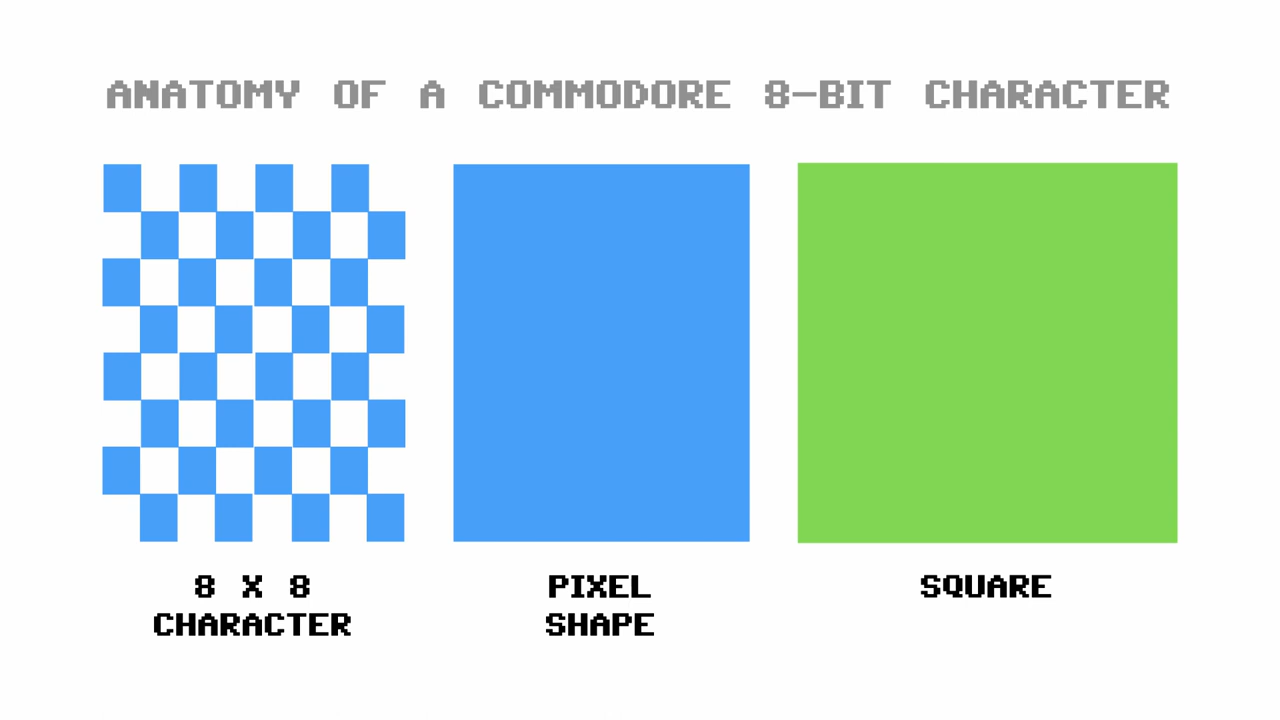 ANATOMY OF A COMMODORE 8-BIT CHARACTER
8 X 8
CHARACTER
PIXEL
SHAPE
SQUARE